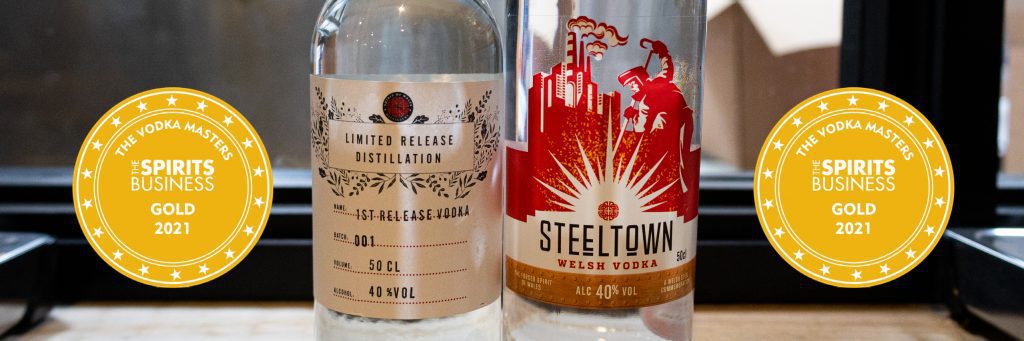 THE VODKA MASTERS
THE SPIRITS
BUSINESS
GOLD
2021
LIMITED RELEASE
DISTILLATION
NAME: 1ST RELEASE VODKA
BATCH: 001
VOLUME: 50 CL
ALCOHOL: 40 %VOL
STEELTOWN
WELSH VODKA
50cl
ALC 40% VOL
THE VODKA MASTERS
THE SPIRITS
BUSINESS
GOLD
2021